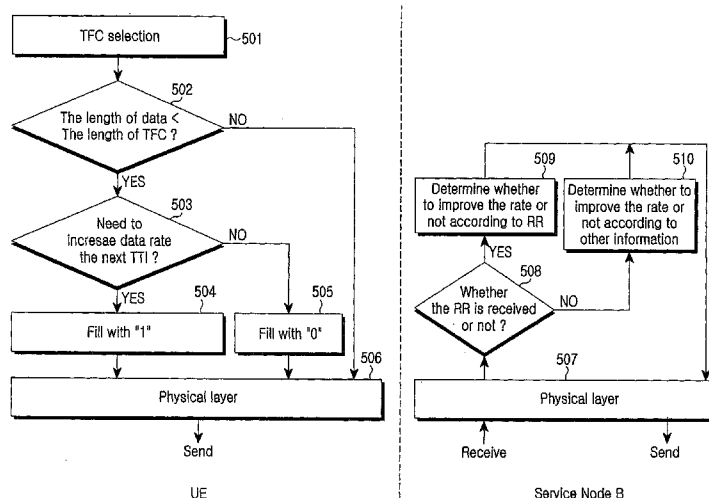 TFC selection
501
502
The length of data <
The length of TFC ?
NO
YES
503
Need to
incresae data rate
the next TTI ?
NO
YES
504
Fill with "1"
505
Fill with "0"
506
Physical layer
Send
UE
509
Determine whether
to improve the rate or
not according to RR
510
Determine whether to
improve the rate or
not according to
other information
YES
508
Whether
the RR is received
or not ?
NO
507
Physical layer
Receive
Send
Service Node B